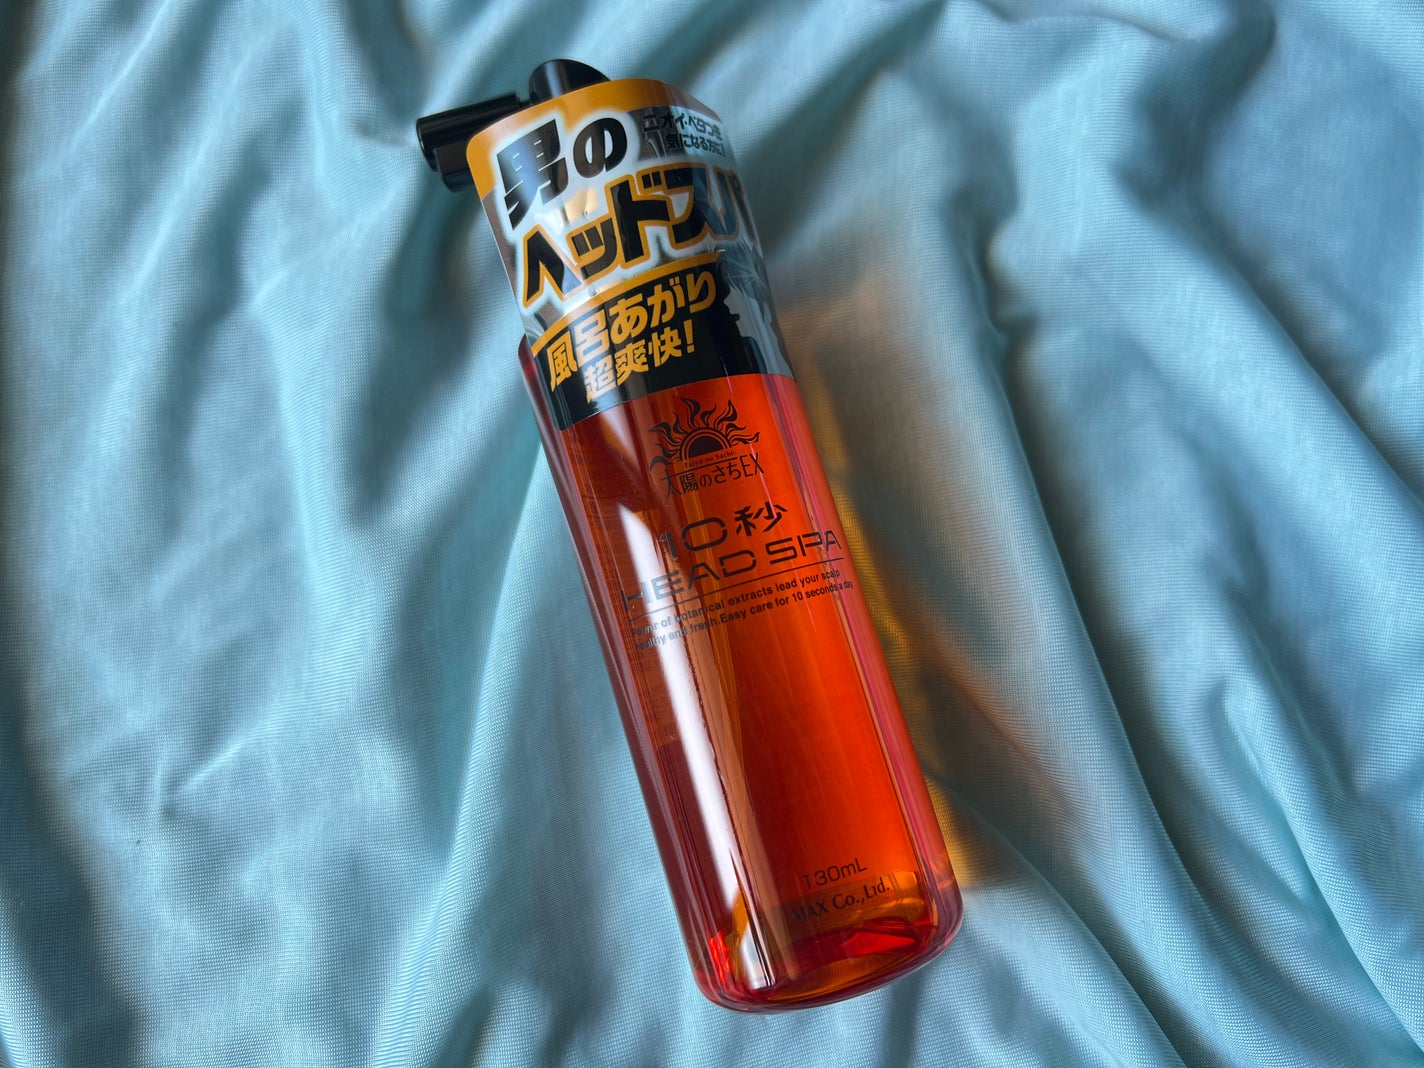 男の
ニオイ・ベタつき
気になる方に
ヘッドスパ
風呂あがり
超爽快!
-Taiyo no Sachi-
太陽のさちEX
10秒
HEAD SPA
Power of botanical extracts lead your scalp
healthy and fresh.Easy care for 10 seconds a day.
130mL
MAX Co.,Ltd.